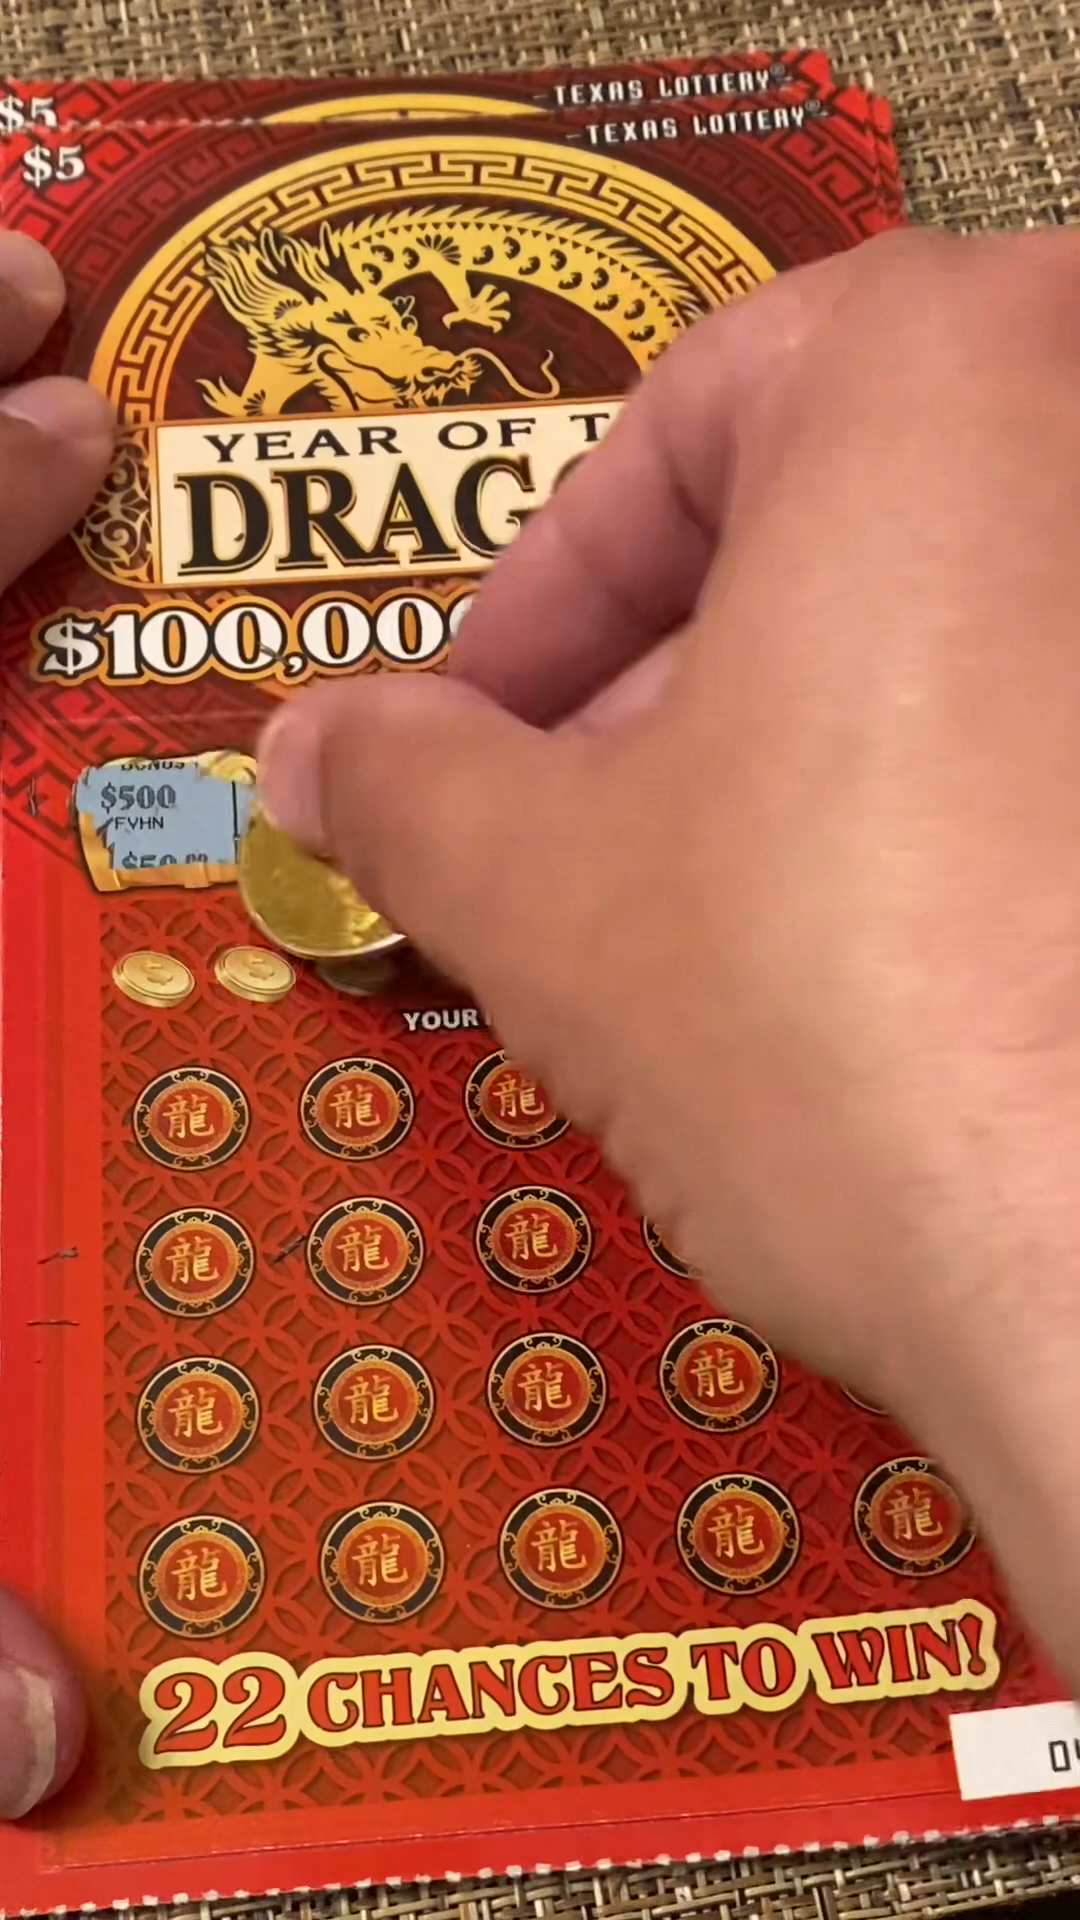 $5
TEXAS LOTTERY®
$5
TEXAS LOTTERY®
YEAR OF
$100,00
BONUS
$500
FVHN
YOUR
龍 龍 龍
龍 龍 龍
龍 龍 龍 龍
龍 龍 龍 龍 龍
22 CHANCES TO WIN!